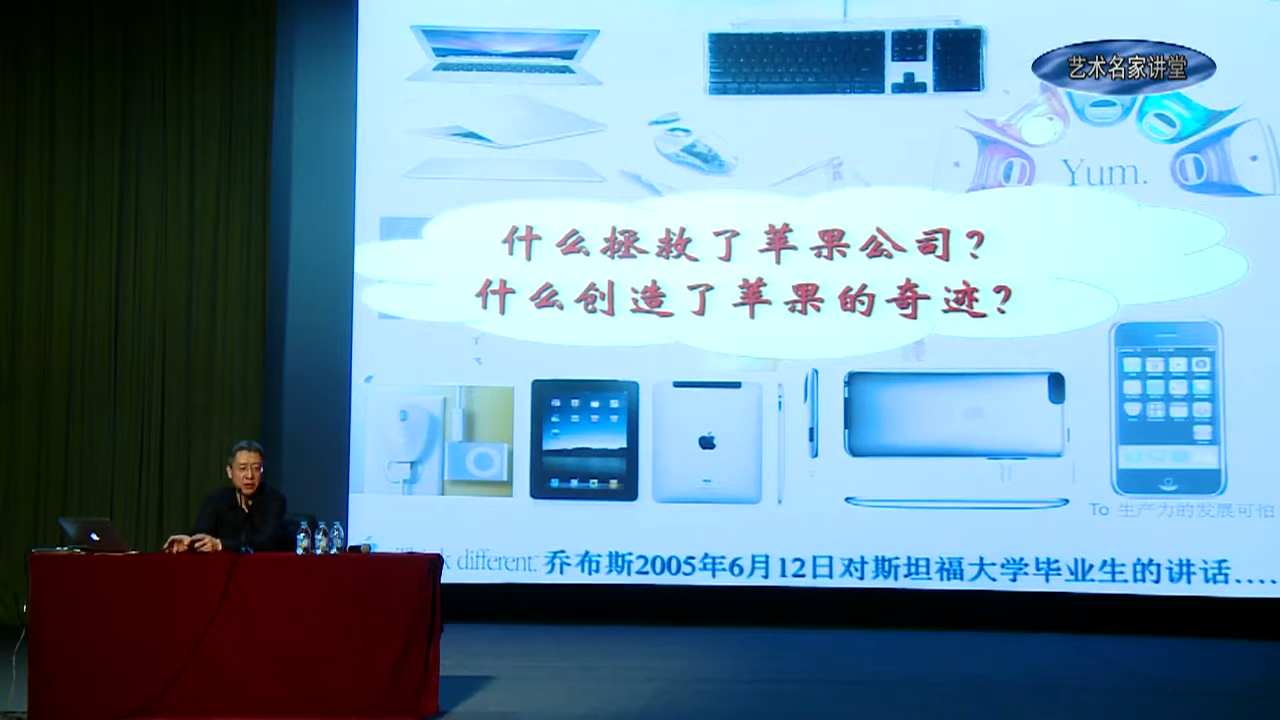 艺术名家讲堂
Yum.
什么拯救了苹果公司？
什么创造了苹果的奇迹？
To 生产力的发展可怕
different.
乔布斯2005年6月12日对斯坦福大学毕业生的讲话....